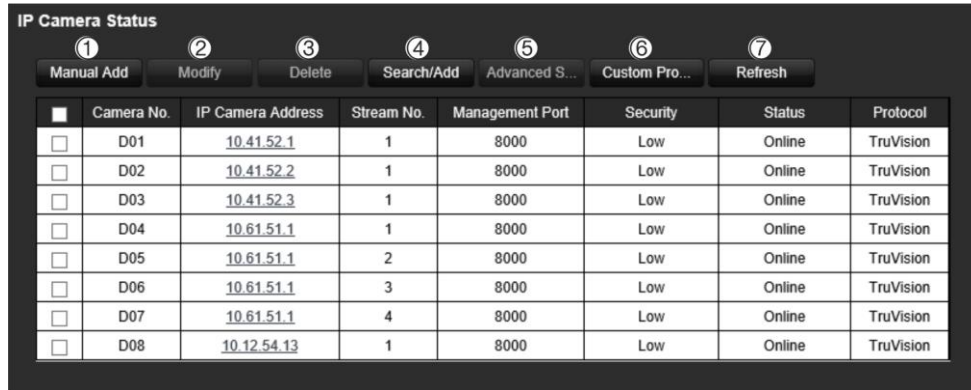 IP Camera Status
① ② ③ ④ ⑤ ⑥ ⑦
Manual Add Modify Delete Search/Add Advanced S... Custom Pro... Refresh
Camera No. IP Camera Address Stream No. Management Port Security Status Protocol
D01 10.41.52.1 1 8000 Low Online TruVision
D02 10.41.52.2 1 8000 Low Online TruVision
D03 10.41.52.3 1 8000 Low Online TruVision
D04 10.61.51.1 1 8000 Low Online TruVision
D05 10.61.51.1 2 8000 Low Online TruVision
D06 10.61.51.1 3 8000 Low Online TruVision
D07 10.61.51.1 4 8000 Low Online TruVision
D08 10.12.54.13 1 8000 Low Online TruVision